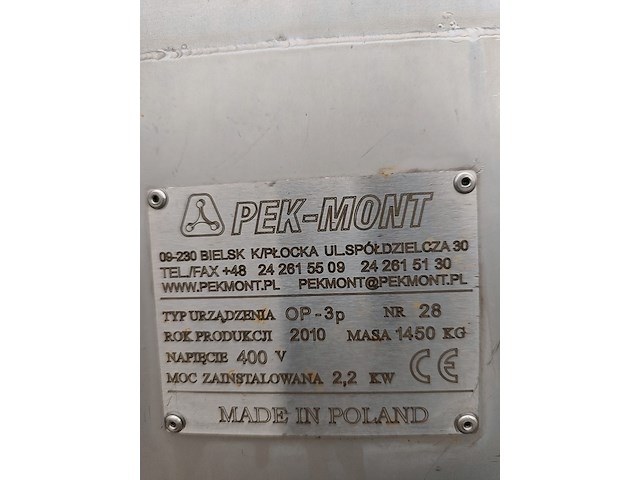 PEK-MONT
09-230 BIELSK K/PŁOCKA UL.SPÓŁDZIELCZA 30
TEL./FAX +48 24 261 55 09 24 261 51 30
WWW.PEKMONT.PL PEKMONT@PEKMONT.PL
TYP URZĄDZENIA OP-3p NR 28
ROK PRODUKCJI 2010 MASA 1450 KG
NAPIĘCIE 400 V
MOC ZAINSTALOWANA 2,2 KW CE
MADE IN POLAND